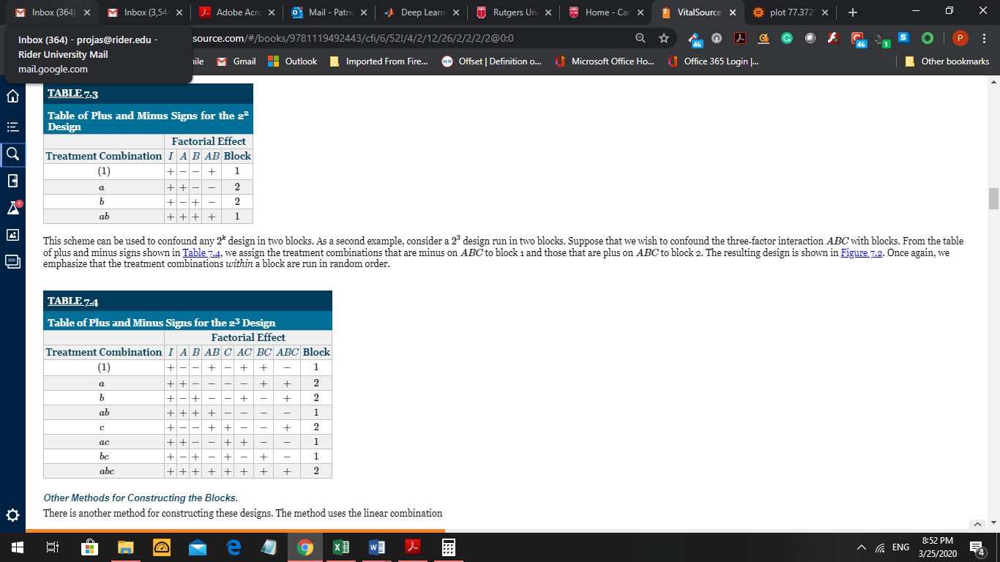 Inbox (364) Inbox (3,54 Adobe Acro Mail - Patric Deep Learn Rutgers Un Home - Car VitalSource plot 77.372
Inbox (364) - projas@rider.edu -
Rider University Mail
mail.google.com
source.com/#/books/9781119492443/cfi/6/52!/4/2/12/26/2/2/2/2@0:0
46 46 1 P
ile Gmail Outlook Imported From Fire... Offset | Definition o... Microsoft Office Ho... Office 365 Login |... Other bookmarks
TABLE 7.3
Table of Plus and Minus Signs for the 2² Design
Factorial Effect
Treatment Combination I A B AB Block
(1) + − − + 1
a + + − − 2
b + − + − 2
ab + + + + 1
This scheme can be used to confound any 2ᵏ design in two blocks. As a second example, consider a 2³ design run in two blocks. Suppose that we wish to confound the three-factor interaction ABC with blocks. From the table
of plus and minus signs shown in Table 7.4, we assign the treatment combinations that are minus on ABC to block 1 and those that are plus on ABC to block 2. The resulting design is shown in Figure 7.2. Once again, we
emphasize that the treatment combinations within a block are run in random order.
TABLE 7.4
Table of Plus and Minus Signs for the 2³ Design
Factorial Effect
Treatment Combination I A B AB C AC BC ABC Block
(1) + − − + − + + − 1
a + + − − − − + + 2
b + − + − − + − + 2
ab + + + + − − − − 1
c + − − + + − − + 2
ac + + − − + + − − 1
bc + − + − + − + − 1
abc + + + + + + + + 2
Other Methods for Constructing the Blocks.
There is another method for constructing these designs. The method uses the linear combination
ENG
8:52 PM
3/25/2020
4